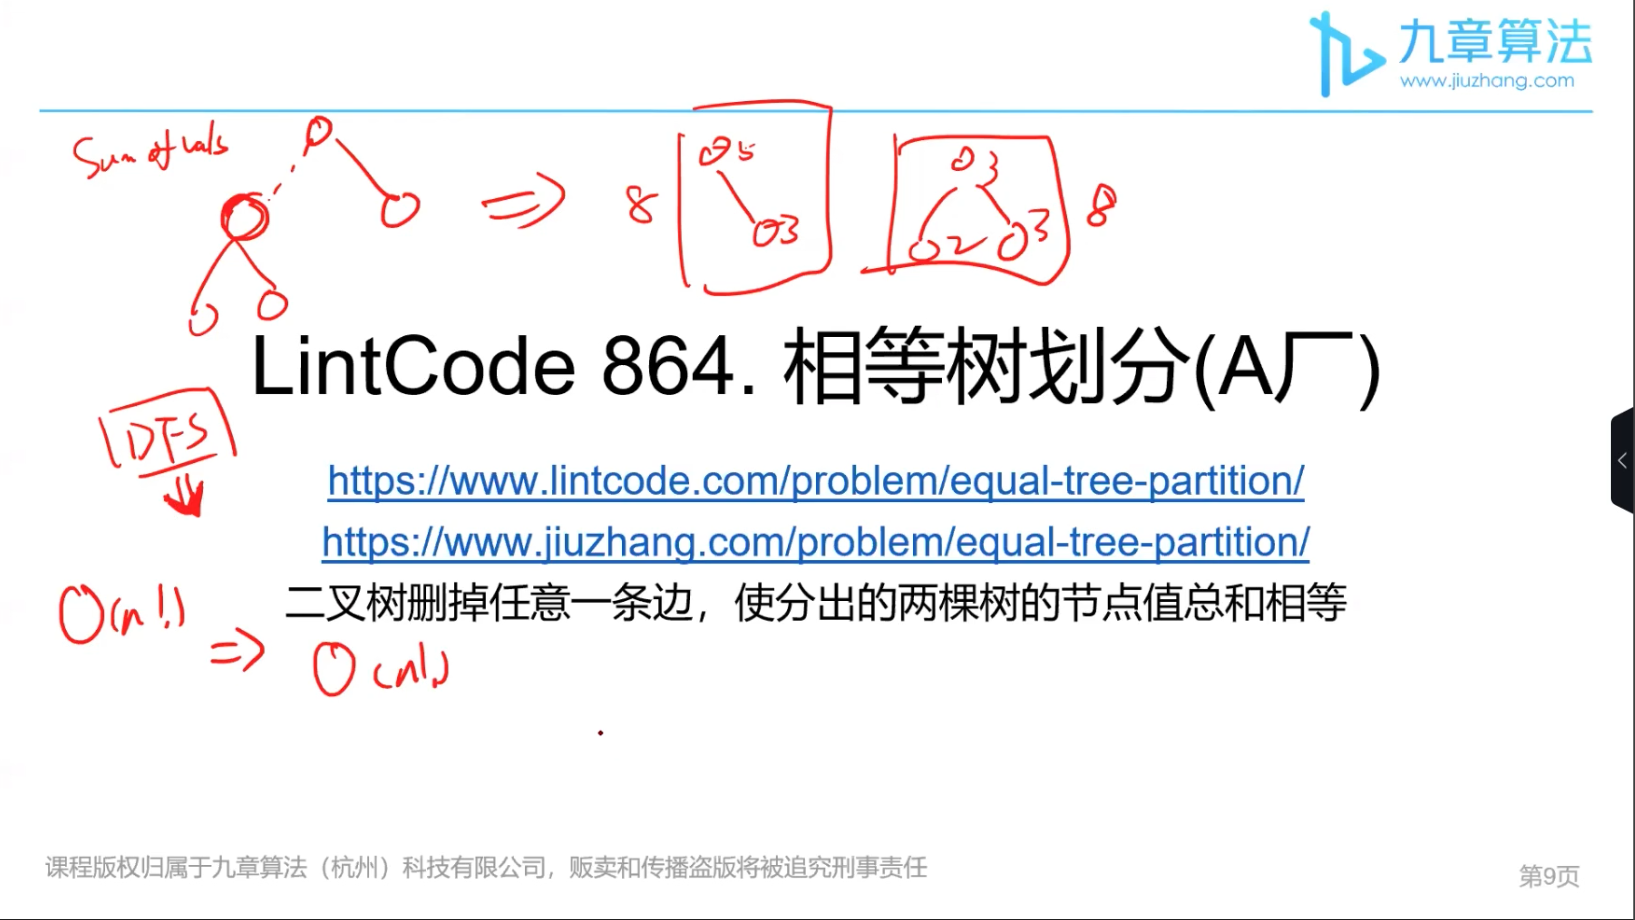 九章算法
www.jiuzhang.com
Sum of vals
8
5
3
3
2
3
8
LintCode 864. 相等树划分(A厂)
DFS
https://www.lintcode.com/problem/equal-tree-partition/
https://www.jiuzhang.com/problem/equal-tree-partition/
二叉树删掉任意一条边，使分出的两棵树的节点值总和相等
O(n!)
⇒ O(n!)
课程版权归属于九章算法（杭州）科技有限公司，贩卖和传播盗版将被追究刑事责任
第9页